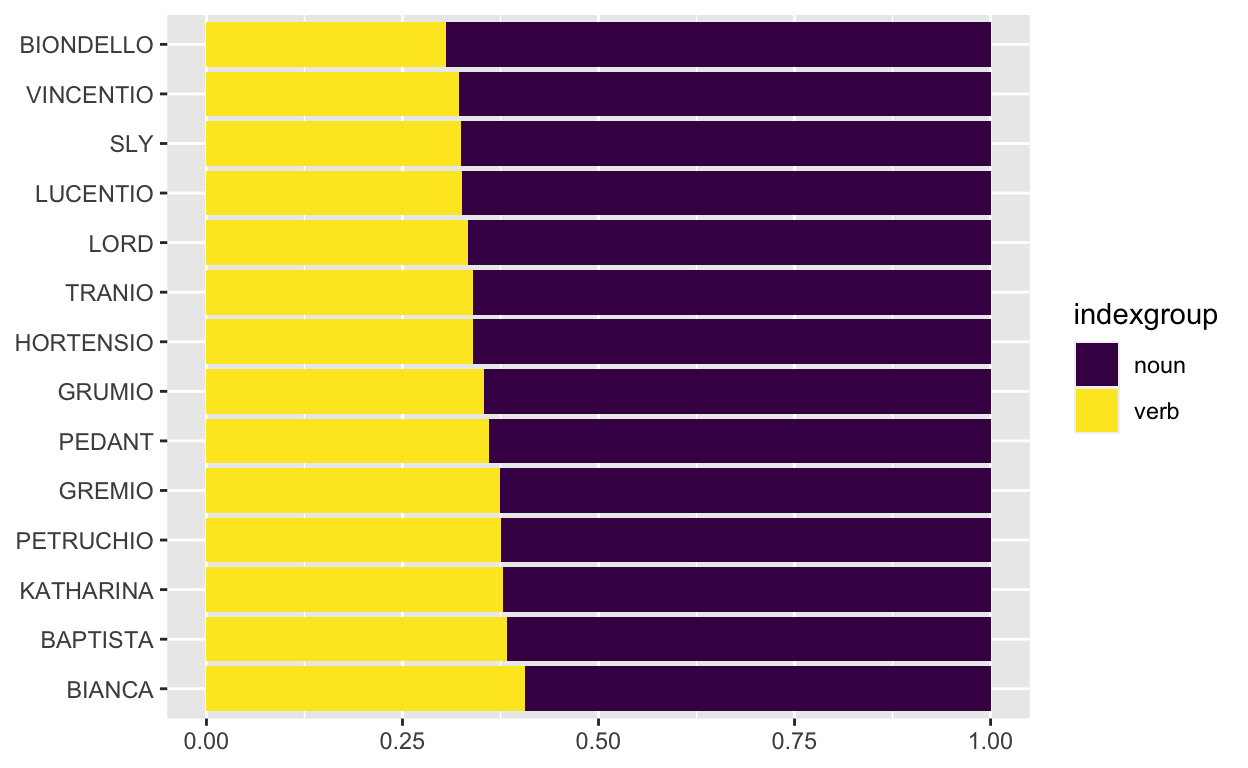 BIONDELLO
VINCENTIO
SLY
LUCENTIO
LORD
TRANIO
HORTENSIO
GRUMIO
PEDANT
GREMIO
PETRUCHIO
KATHARINA
BAPTISTA
BIANCA
0.00 0.25 0.50 0.75 1.00
indexgroup
noun
verb